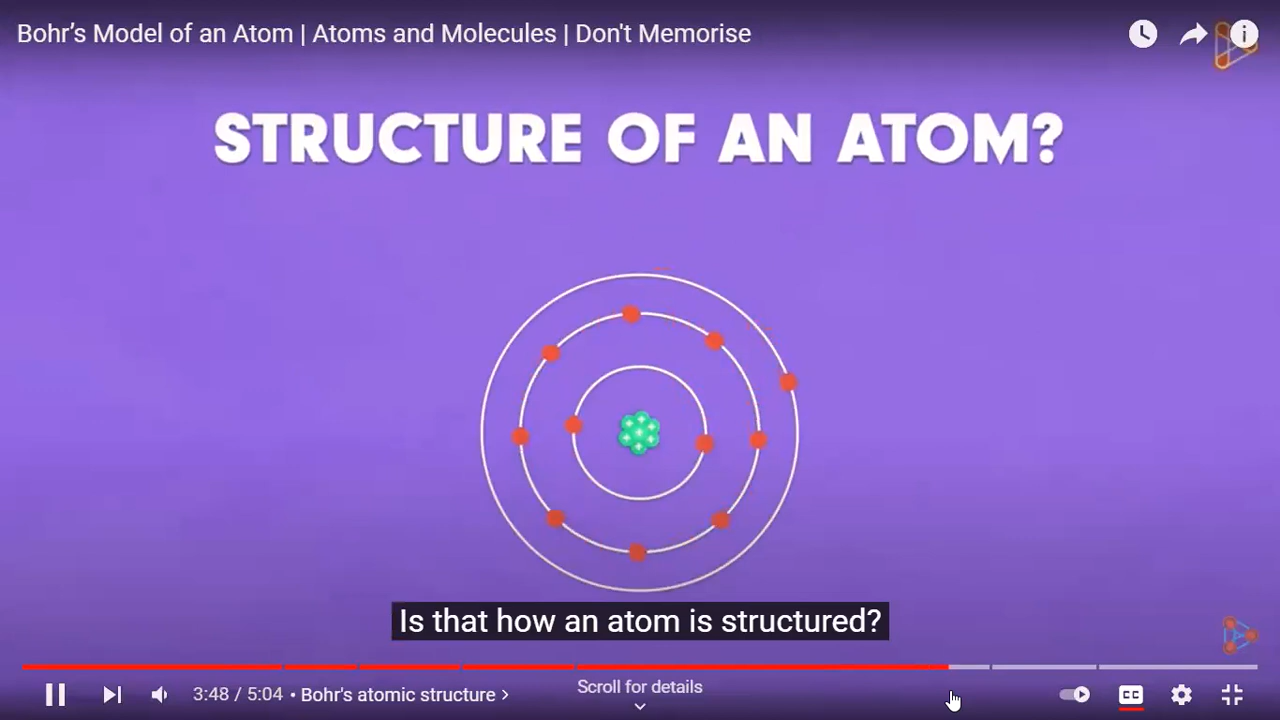 Bohr’s Model of an Atom | Atoms and Molecules | Don't Memorise
STRUCTURE OF AN ATOM?
Is that how an atom is structured?
3:48 / 5:04 • Bohr's atomic structure >
Scroll for details
CC